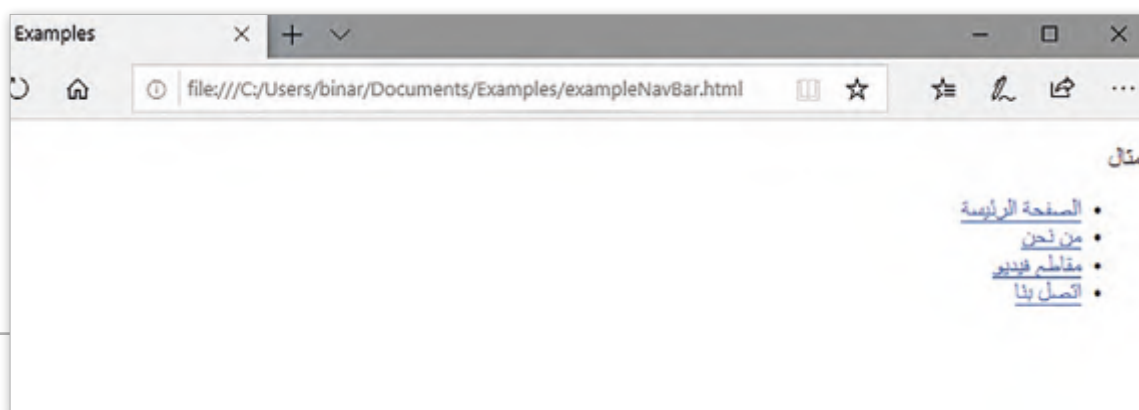 Examples
file:///C:/Users/binar/Documents/Examples/exampleNavBar.html
مثال
• الصفحة الرئيسة
• من نحن
• مقاطع فيديو
• اتصل بنا